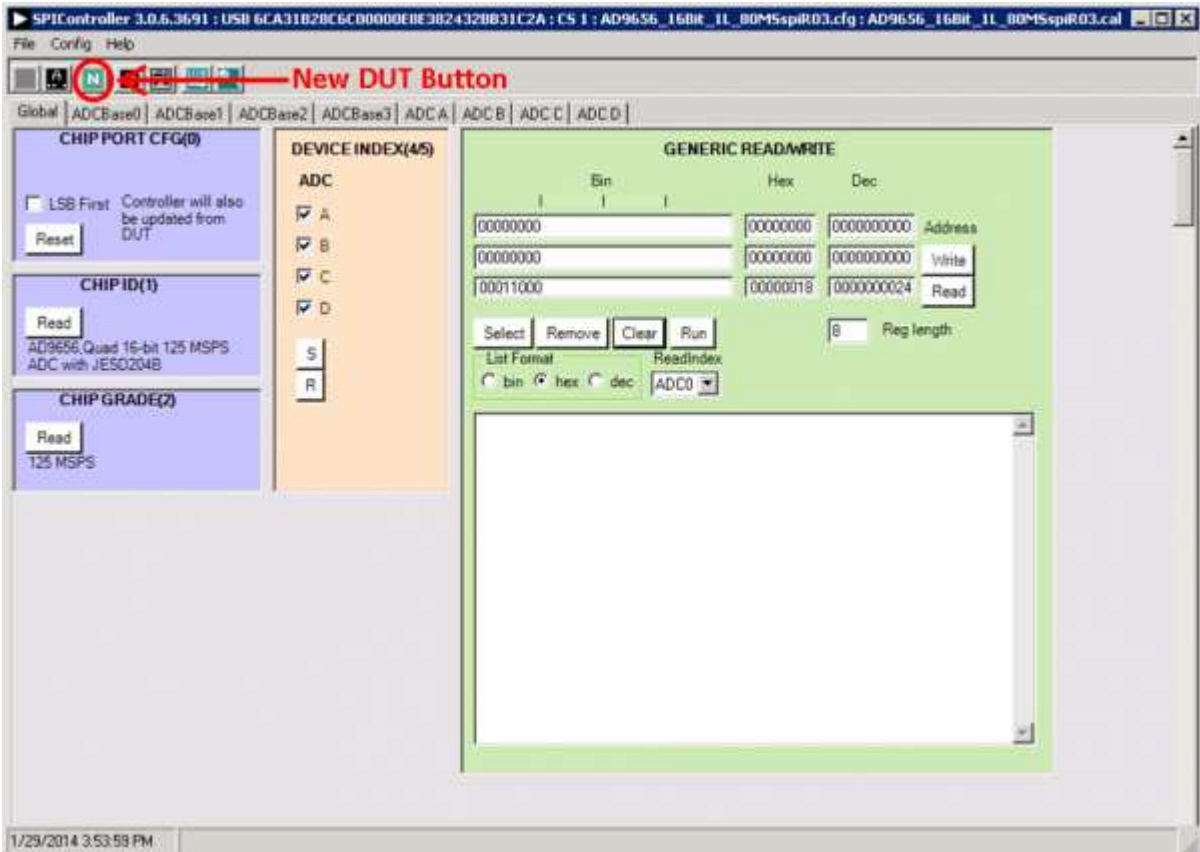 SPIController 3.0.6.3691 : USB 6CA31B28C6C00000E8E3824328B31C2A : CS 1 : AD9656_16Bit_1L_80MSspiR03.cfg : AD9656_16Bit_1L_80MSspiR03.cal
File Config Help
N New DUT Button
Global ADCBase0 ADCBase1 ADCBase2 ADCBase3 ADC A ADC B ADC C ADC D
CHIP PORT CFG(0)
LSB First
Controller will also
be updated from
DUT
Reset
CHIP ID(1)
Read
AD9656,Quad 16-bit 125 MSPS
ADC with JESD204B
CHIP GRADE(2)
Read
125 MSPS
DEVICE INDEX(4/5)
ADC
A
B
C
D
S
R
GENERIC READ/WRITE
Bin Hex Dec
00000000 00000000 0000000000 Address
00000000 00000000 0000000000 Write
00011000 00000018 0000000024 Read
Select Remove Clear Run 8 Reg length
List Format ReadIndex
bin hex dec ADC0
1/29/2014 3:53:59 PM